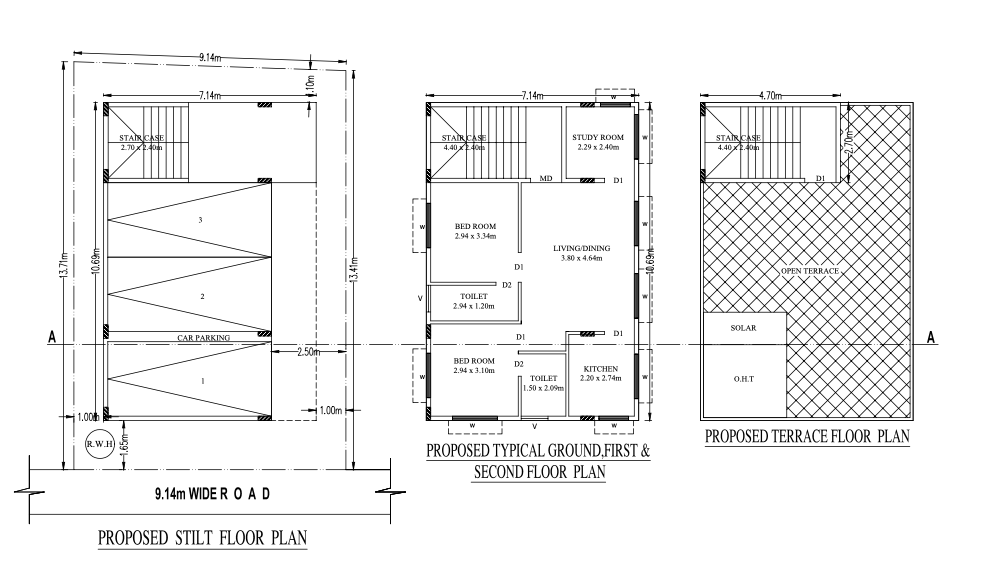 9.14m
1.10m
7.14m
STAIR CASE
2.70 x 2.40m
3
13.71m
10.69m
13.41m
2
A
CAR PARKING
2.50m
1
1.00m
1.00m
1.65m
R.W.H
9.14m WIDE R O A D
PROPOSED STILT FLOOR PLAN
7.14m
W
STAIR CASE
4.40 x 2.40m
STUDY ROOM
2.29 x 2.40m
W
MD
D1
BED ROOM
2.94 x 3.34m
W
W
LIVING/DINING
3.80 x 4.64m
10.69m
D1
D2
TOILET
2.94 x 1.20m
V
W
D1
D1
BED ROOM
2.94 x 3.10m
D2
W
TOILET
1.50 x 2.09m
KITCHEN
2.20 x 2.74m
W
W
V
W
PROPOSED TYPICAL GROUND,FIRST &
SECOND FLOOR PLAN
4.70m
STAIR CASE
4.40 x 2.40m
2.70m
D1
OPEN TERRACE
SOLAR
A
O.H.T
PROPOSED TERRACE FLOOR PLAN